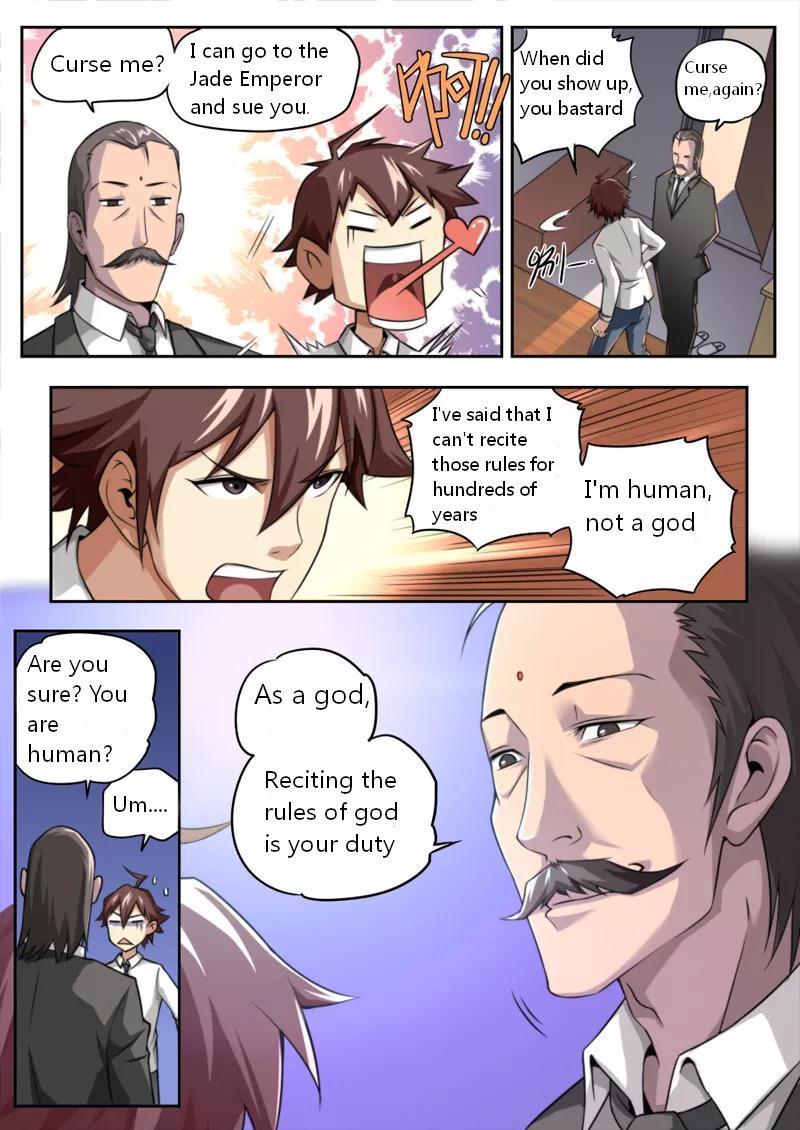 Curse me?
I can go to the
Jade Emperor
and sue you.
When did
you show up,
you bastard
Curse
me,again?
I've said that I
can't recite
those rules for
hundreds of
years
I'm human,
not a god
Are you
sure? You
are
human?
Um....
As a god,
Reciting the
rules of god
is your duty